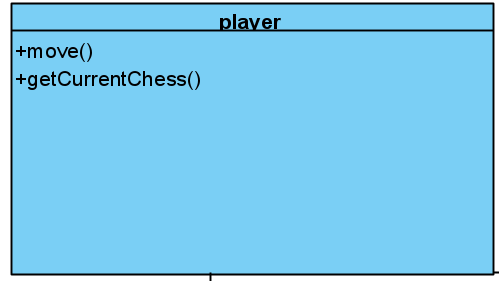 player
+move()
+getCurrentChess()